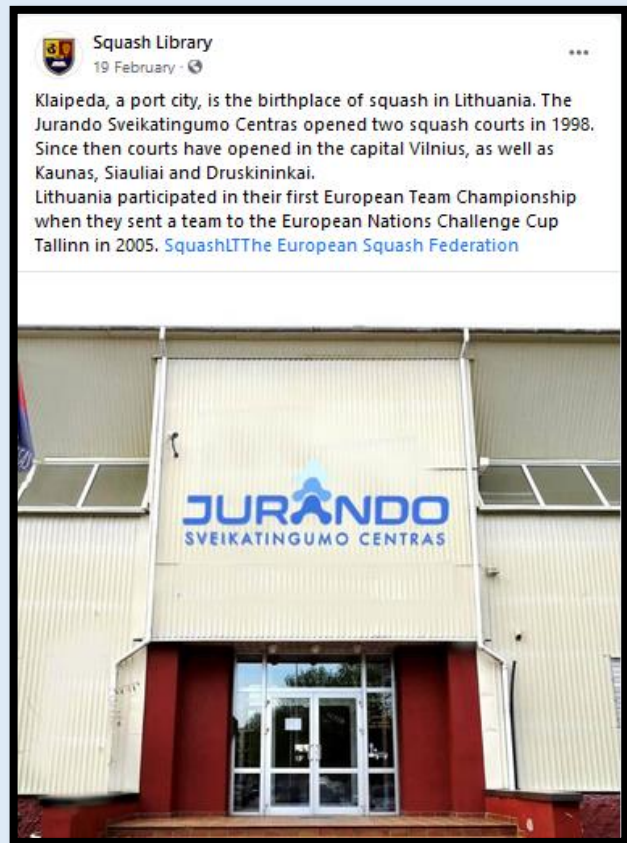 Squash Library
19 February ·
Klaipeda, a port city, is the birthplace of squash in Lithuania. The
Jurando Sveikatingumo Centras opened two squash courts in 1998.
Since then courts have opened in the capital Vilnius, as well as
Kaunas, Siauliai and Druskininkai.
Lithuania participated in their first European Team Championship
when they sent a team to the European Nations Challenge Cup
Tallinn in 2005. SquashLTThe European Squash Federation
JURANDO
SVEIKATINGUMO CENTRAS